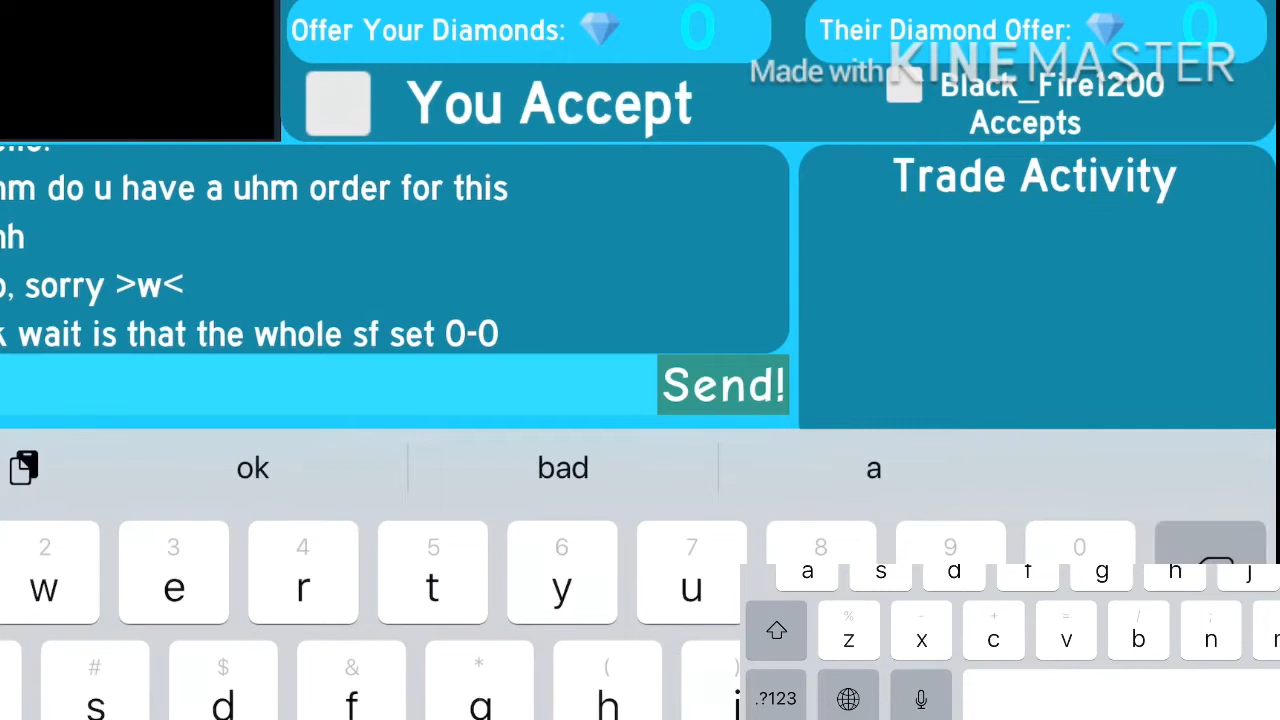 Offer Your Diamonds: 0
Their Diamond Offer: 0
Made with KINEMASTER
You Accept
Black_Fire1200
Accepts
Trade Activity
do u have a uhm order for this
sorry >w<
wait is that the whole sf set 0-0
Send!
ok bad a
2 3 4 5 6 7 8 9 0
w e r t y u
# $ & * ( )
s d f g h j
a s d f g h j
% - + = / ;
z x c v b n
.?123